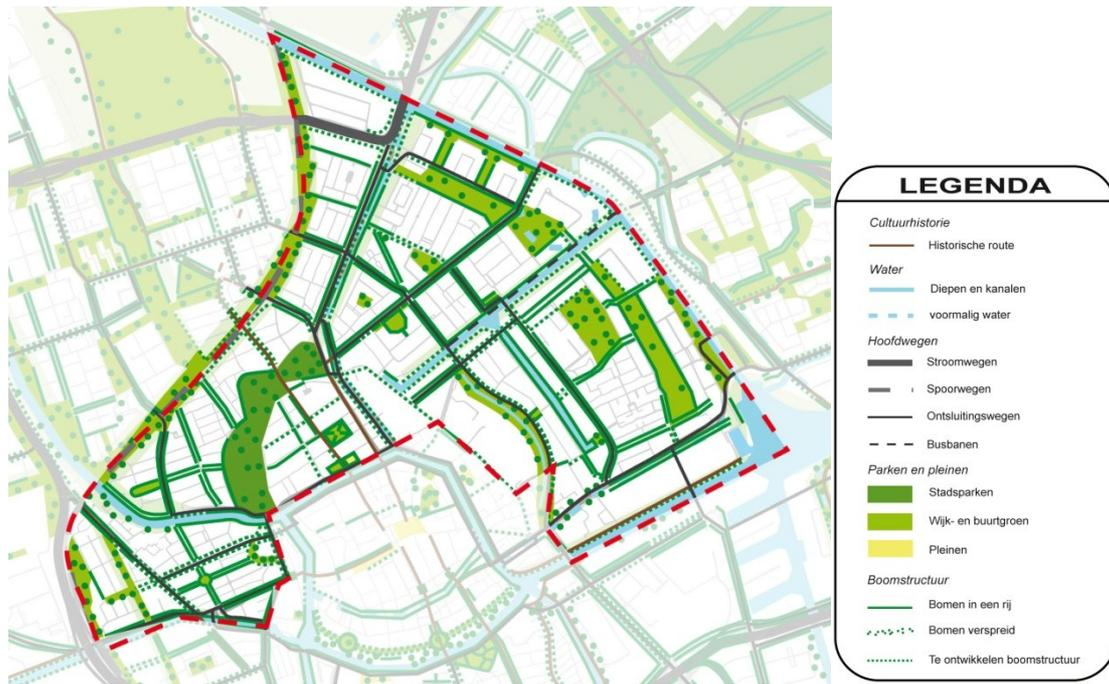 LEGENDA
Cultuurhistorie
Historische route
Water
Diepen en kanalen
voormalig water
Hoofdwegen
Stroomwegen
Spoorwegen
Ontsluitingswegen
Busbanen
Parken en pleinen
Stadsparken
Wijk- en buurtgroen
Pleinen
Boomstructuur
Bomen in een rij
Bomen verspreid
Te ontwikkelen boomstructuur